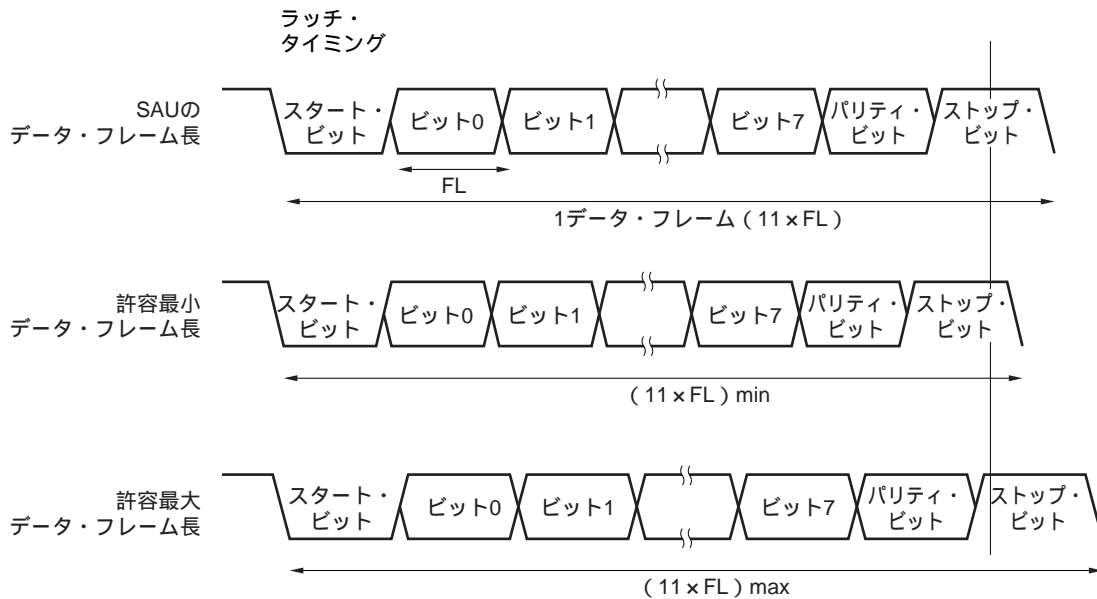 ラッチ・
タイミング
SAUの
データ・フレーム長
スタート・
ビット
ビット0
ビット1
ビット7
パリティ・
ビット
ストップ・
ビット
FL
1データ・フレーム（11×FL）
許容最小
データ・フレーム長
スタート・
ビット
ビット0
ビット1
ビット7
パリティ・
ビット
ストップ・
ビット
（11×FL）min
許容最大
データ・フレーム長
スタート・
ビット
ビット0
ビット1
ビット7
パリティ・
ビット
ストップ・
ビット
（11×FL）max